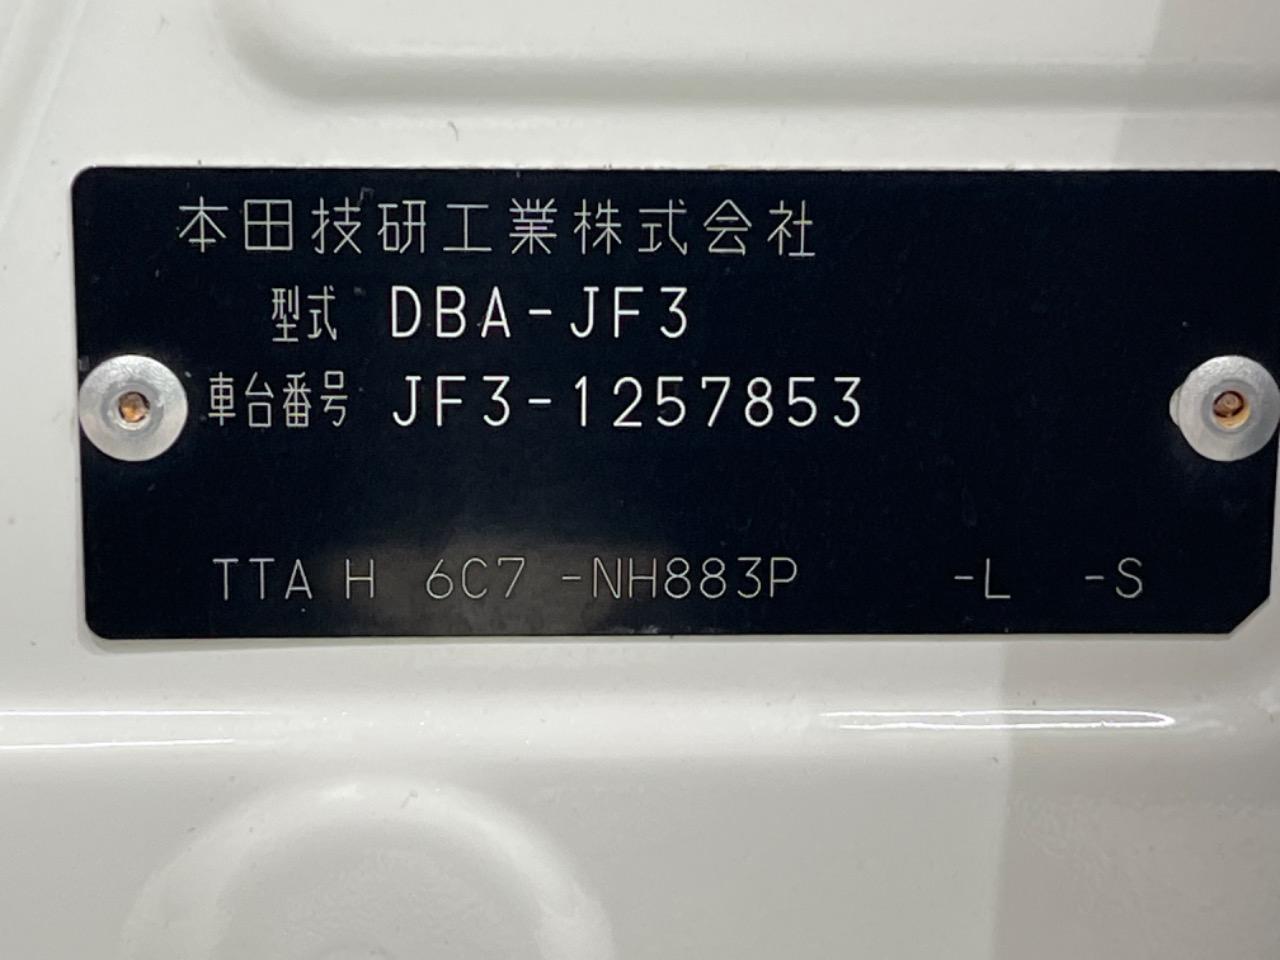 本田技研工業株式会社
型式 DBA-JF3
車台番号 JF3-1257853
TTA H 6C7 -NH883P -L -S